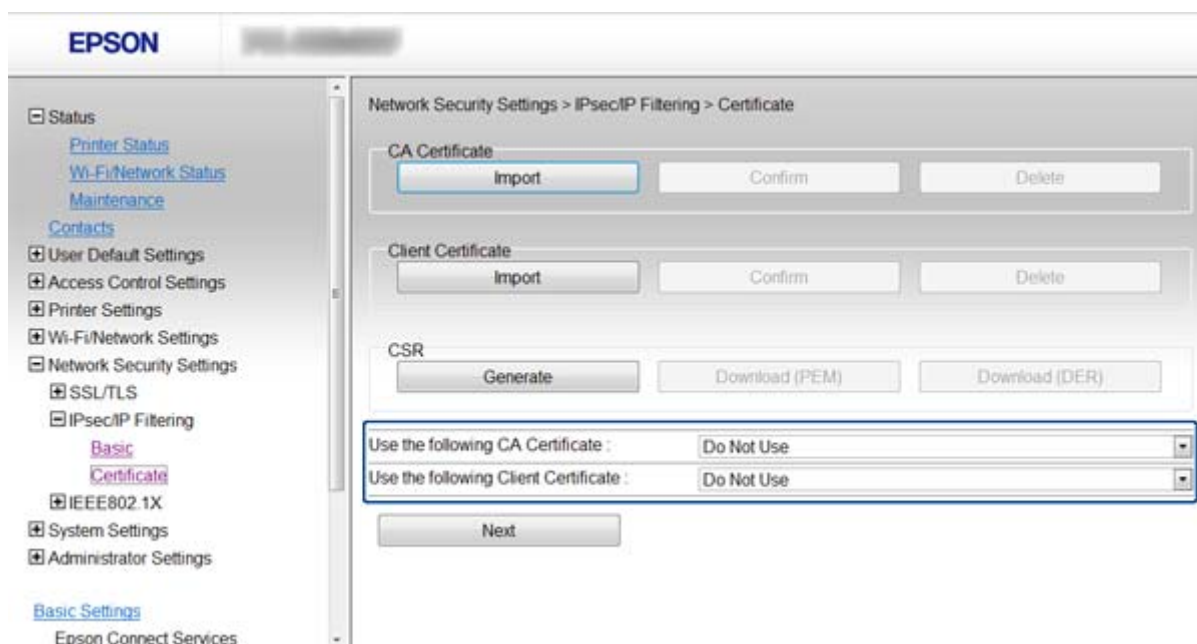 EPSON
Status
Printer Status
Wi-Fi/Network Status
Maintenance
Contacts
User Default Settings
Access Control Settings
Printer Settings
Wi-Fi/Network Settings
Network Security Settings
SSL/TLS
IPsec/IP Filtering
Basic
Certificate
IEEE802.1X
System Settings
Administrator Settings
Basic Settings
Epson Connect Services
Network Security Settings > IPsec/IP Filtering > Certificate
CA Certificate
Import Confirm Delete
Client Certificate
Import Confirm Delete
CSR
Generate Download (PEM) Download (DER)
Use the following CA Certificate : Do Not Use
Use the following Client Certificate : Do Not Use
Next